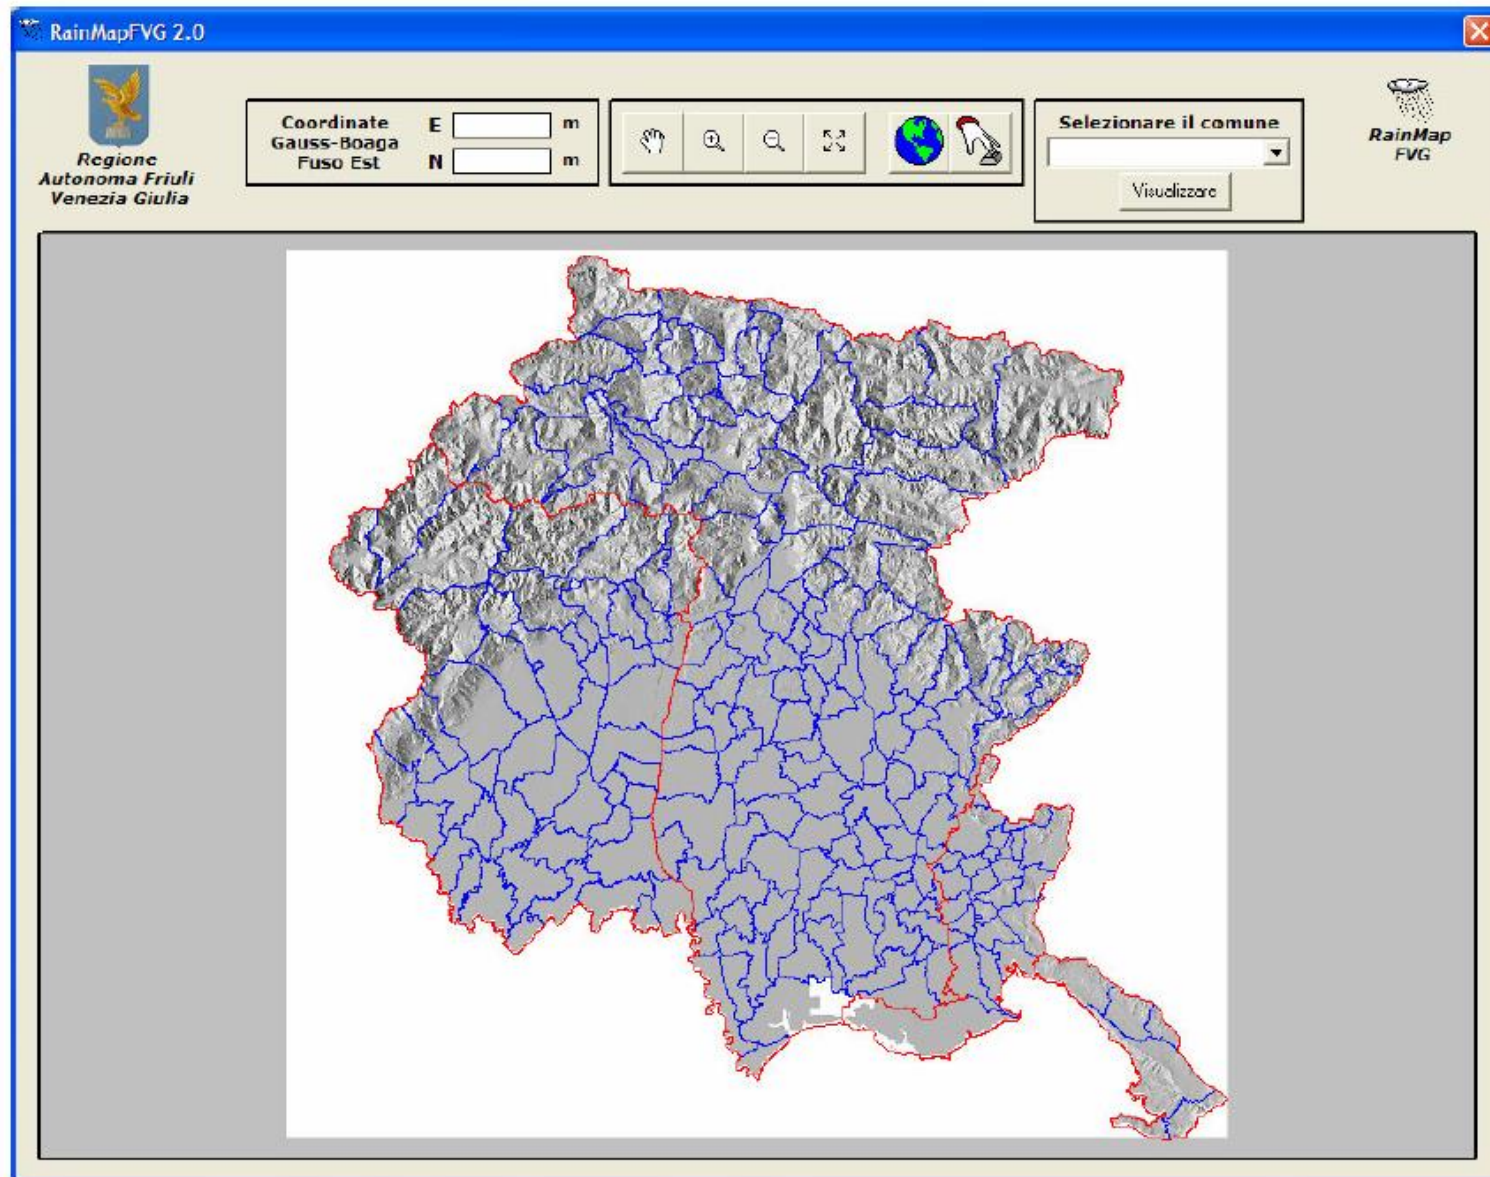 RainMapFVG 2.0
Regione
Autonoma Friuli
Venezia Giulia
Coordinate
Gauss-Boaga
Fuso Est
E m
N m
Selezionare il comune
Visualizzare
RainMap
FVG